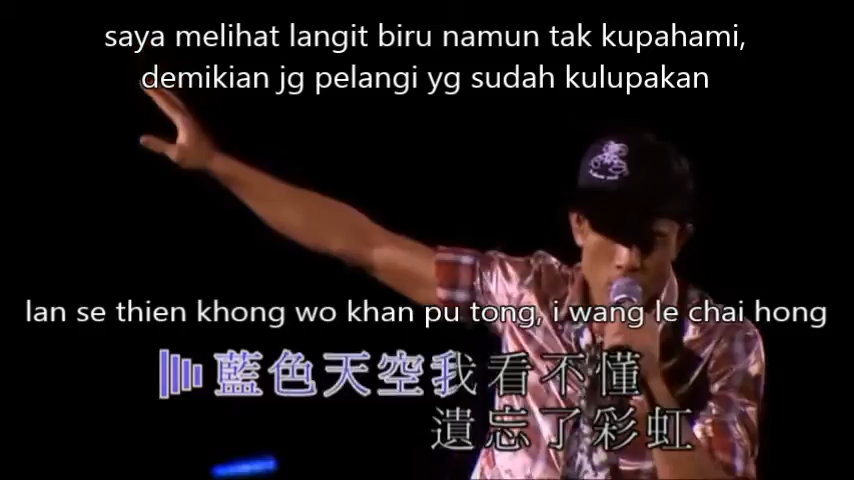 saya melihat langit biru namun tak kupahami,
demikian jg pelangi yg sudah kulupakan
lan se thien khong wo khan pu tong, i wang le chai hong
藍色天空我看不懂
遺忘了彩虹